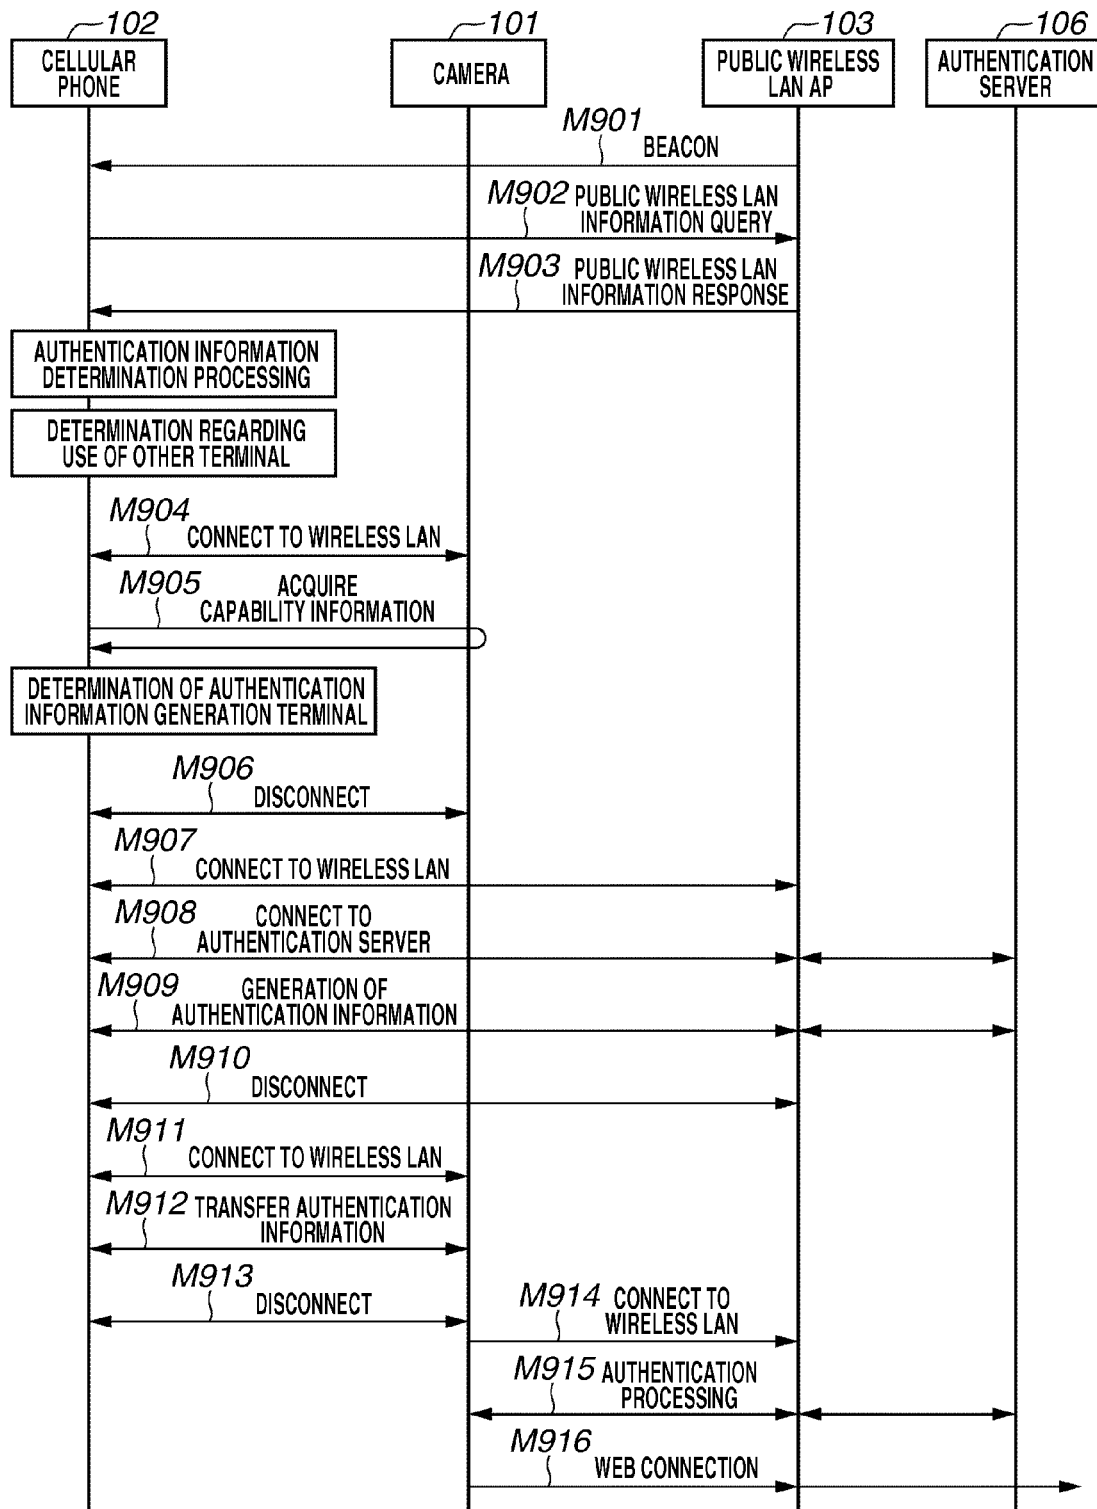 102
101
103
106
CELLULAR
PHONE
CAMERA
PUBLIC WIRELESS
LAN AP
AUTHENTICATION
SERVER
M901
BEACON
M902 PUBLIC WIRELESS LAN
INFORMATION QUERY
M903 PUBLIC WIRELESS LAN
INFORMATION RESPONSE
AUTHENTICATION INFORMATION
DETERMINATION PROCESSING
DETERMINATION REGARDING
USE OF OTHER TERMINAL
M904
CONNECT TO WIRELESS LAN
M905 ACQUIRE
CAPABILITY INFORMATION
DETERMINATION OF AUTHENTICATION
INFORMATION GENERATION TERMINAL
M906
DISCONNECT
M907
CONNECT TO WIRELESS LAN
M908 CONNECT TO
AUTHENTICATION SERVER
M909 GENERATION OF
AUTHENTICATION INFORMATION
M910
DISCONNECT
M911
CONNECT TO WIRELESS LAN
M912 TRANSFER AUTHENTICATION
INFORMATION
M913
DISCONNECT
M914 CONNECT TO
WIRELESS LAN
M915 AUTHENTICATION
PROCESSING
M916
WEB CONNECTION